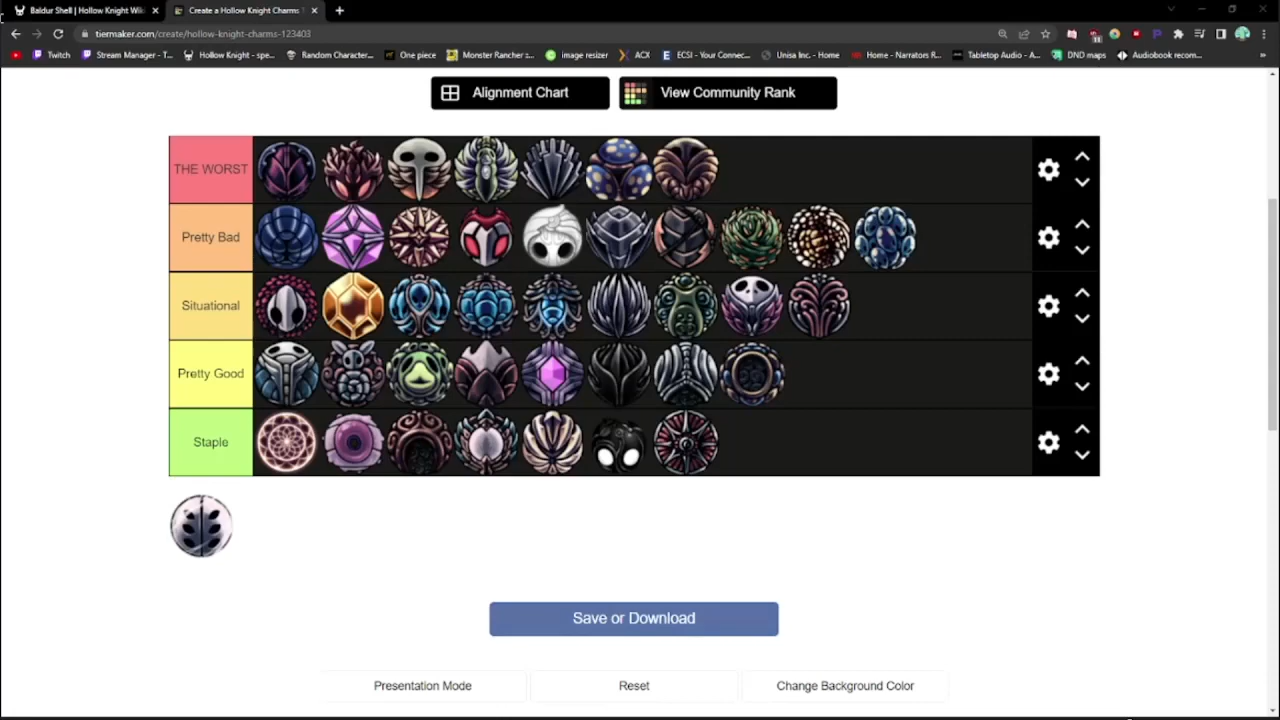 Baldur Shell | Hollow Knight Wiki
Create a Hollow Knight Charms
tiermaker.com/create/hollow-knight-charms-123403
Twitch
Stream Manager - T...
Hollow Knight - spe...
Random Character...
One piece
Monster Rancher ::...
image resizer
ACX
ECSI - Your Connec...
Unisa Inc. - Home
Home - Narrators R...
Tabletop Audio - A...
DND maps
Audiobook recom...
Alignment Chart
View Community Rank
THE WORST
Pretty Bad
Situational
Pretty Good
Staple
Save or Download
Presentation Mode
Reset
Change Background Color